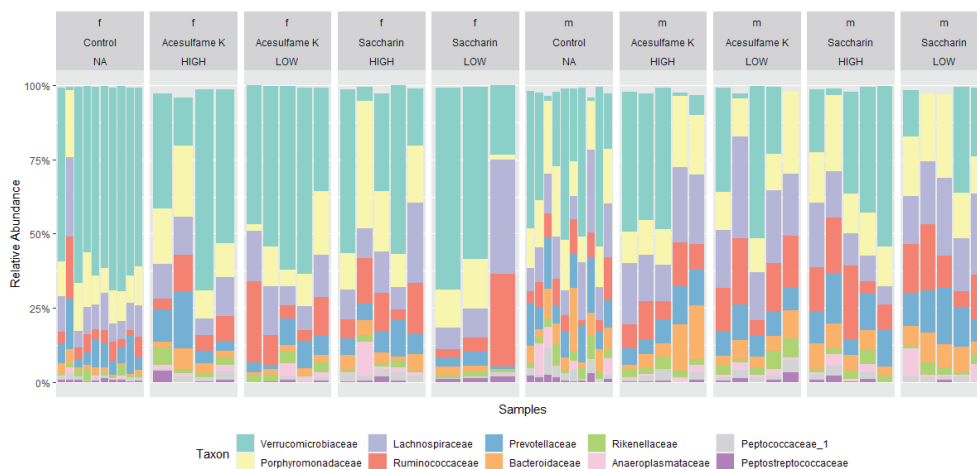 f f f f f m m m m m
Control Acesulfame K Acesulfame K Saccharin Saccharin Control Acesulfame K Acesulfame K Saccharin Saccharin
NA HIGH LOW HIGH LOW NA HIGH LOW HIGH LOW
100%
75%
50%
25%
0%
Relative Abundance
Samples
Taxon
Verrucomicrobiaceae Lachnospiraceae Prevotellaceae Rikenellaceae Peptococcaceae_1
Porphyromonadaceae Ruminococcaceae Bacteroidaceae Anaeroplasmataceae Peptostreptococcaceae